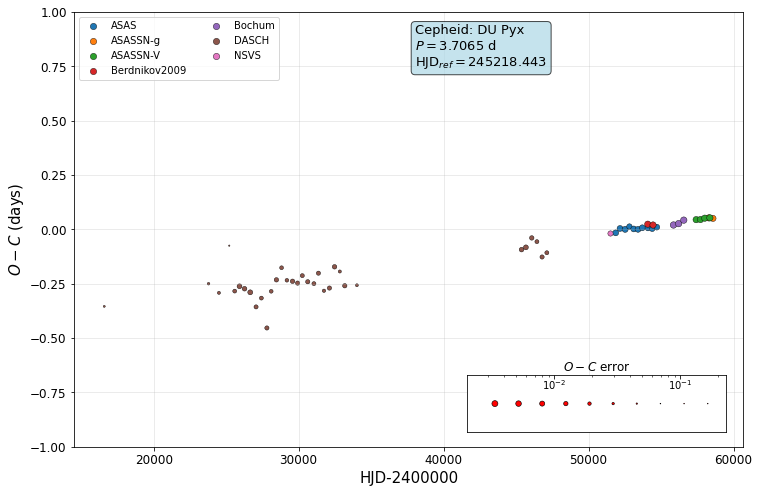 ASAS
ASASSN-g
ASASSN-V
Berdnikov2009
Bochum
DASCH
NSVS
Cepheid: DU Pyx
P = 3.7065 d
HJD_ref = 245218.443
1.00
0.75
0.50
0.25
0.00
−0.25
−0.50
−0.75
−1.00
O − C (days)
O − C error
10^−2 10^−1
20000 30000 40000 50000 60000
HJD-2400000